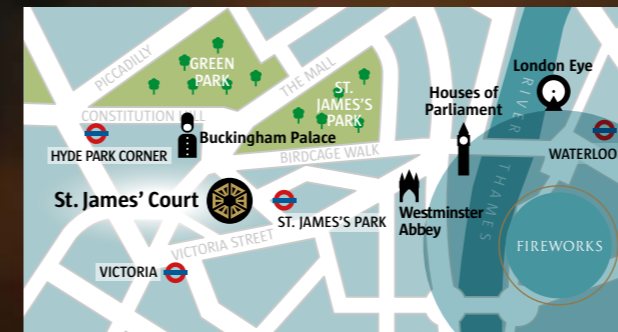 PICCADILLY
GREEN
PARK
THE MALL
ST.
JAMES'S
PARK
London Eye
Houses of
Parliament
RIVER THAMES
CONSTITUTION HILL
HYDE PARK CORNER
Buckingham Palace
BIRDCAGE WALK
WATERLOO
St. James' Court
ST. JAMES'S PARK
Westminster
Abbey
VICTORIA STREET
VICTORIA
FIREWORKS